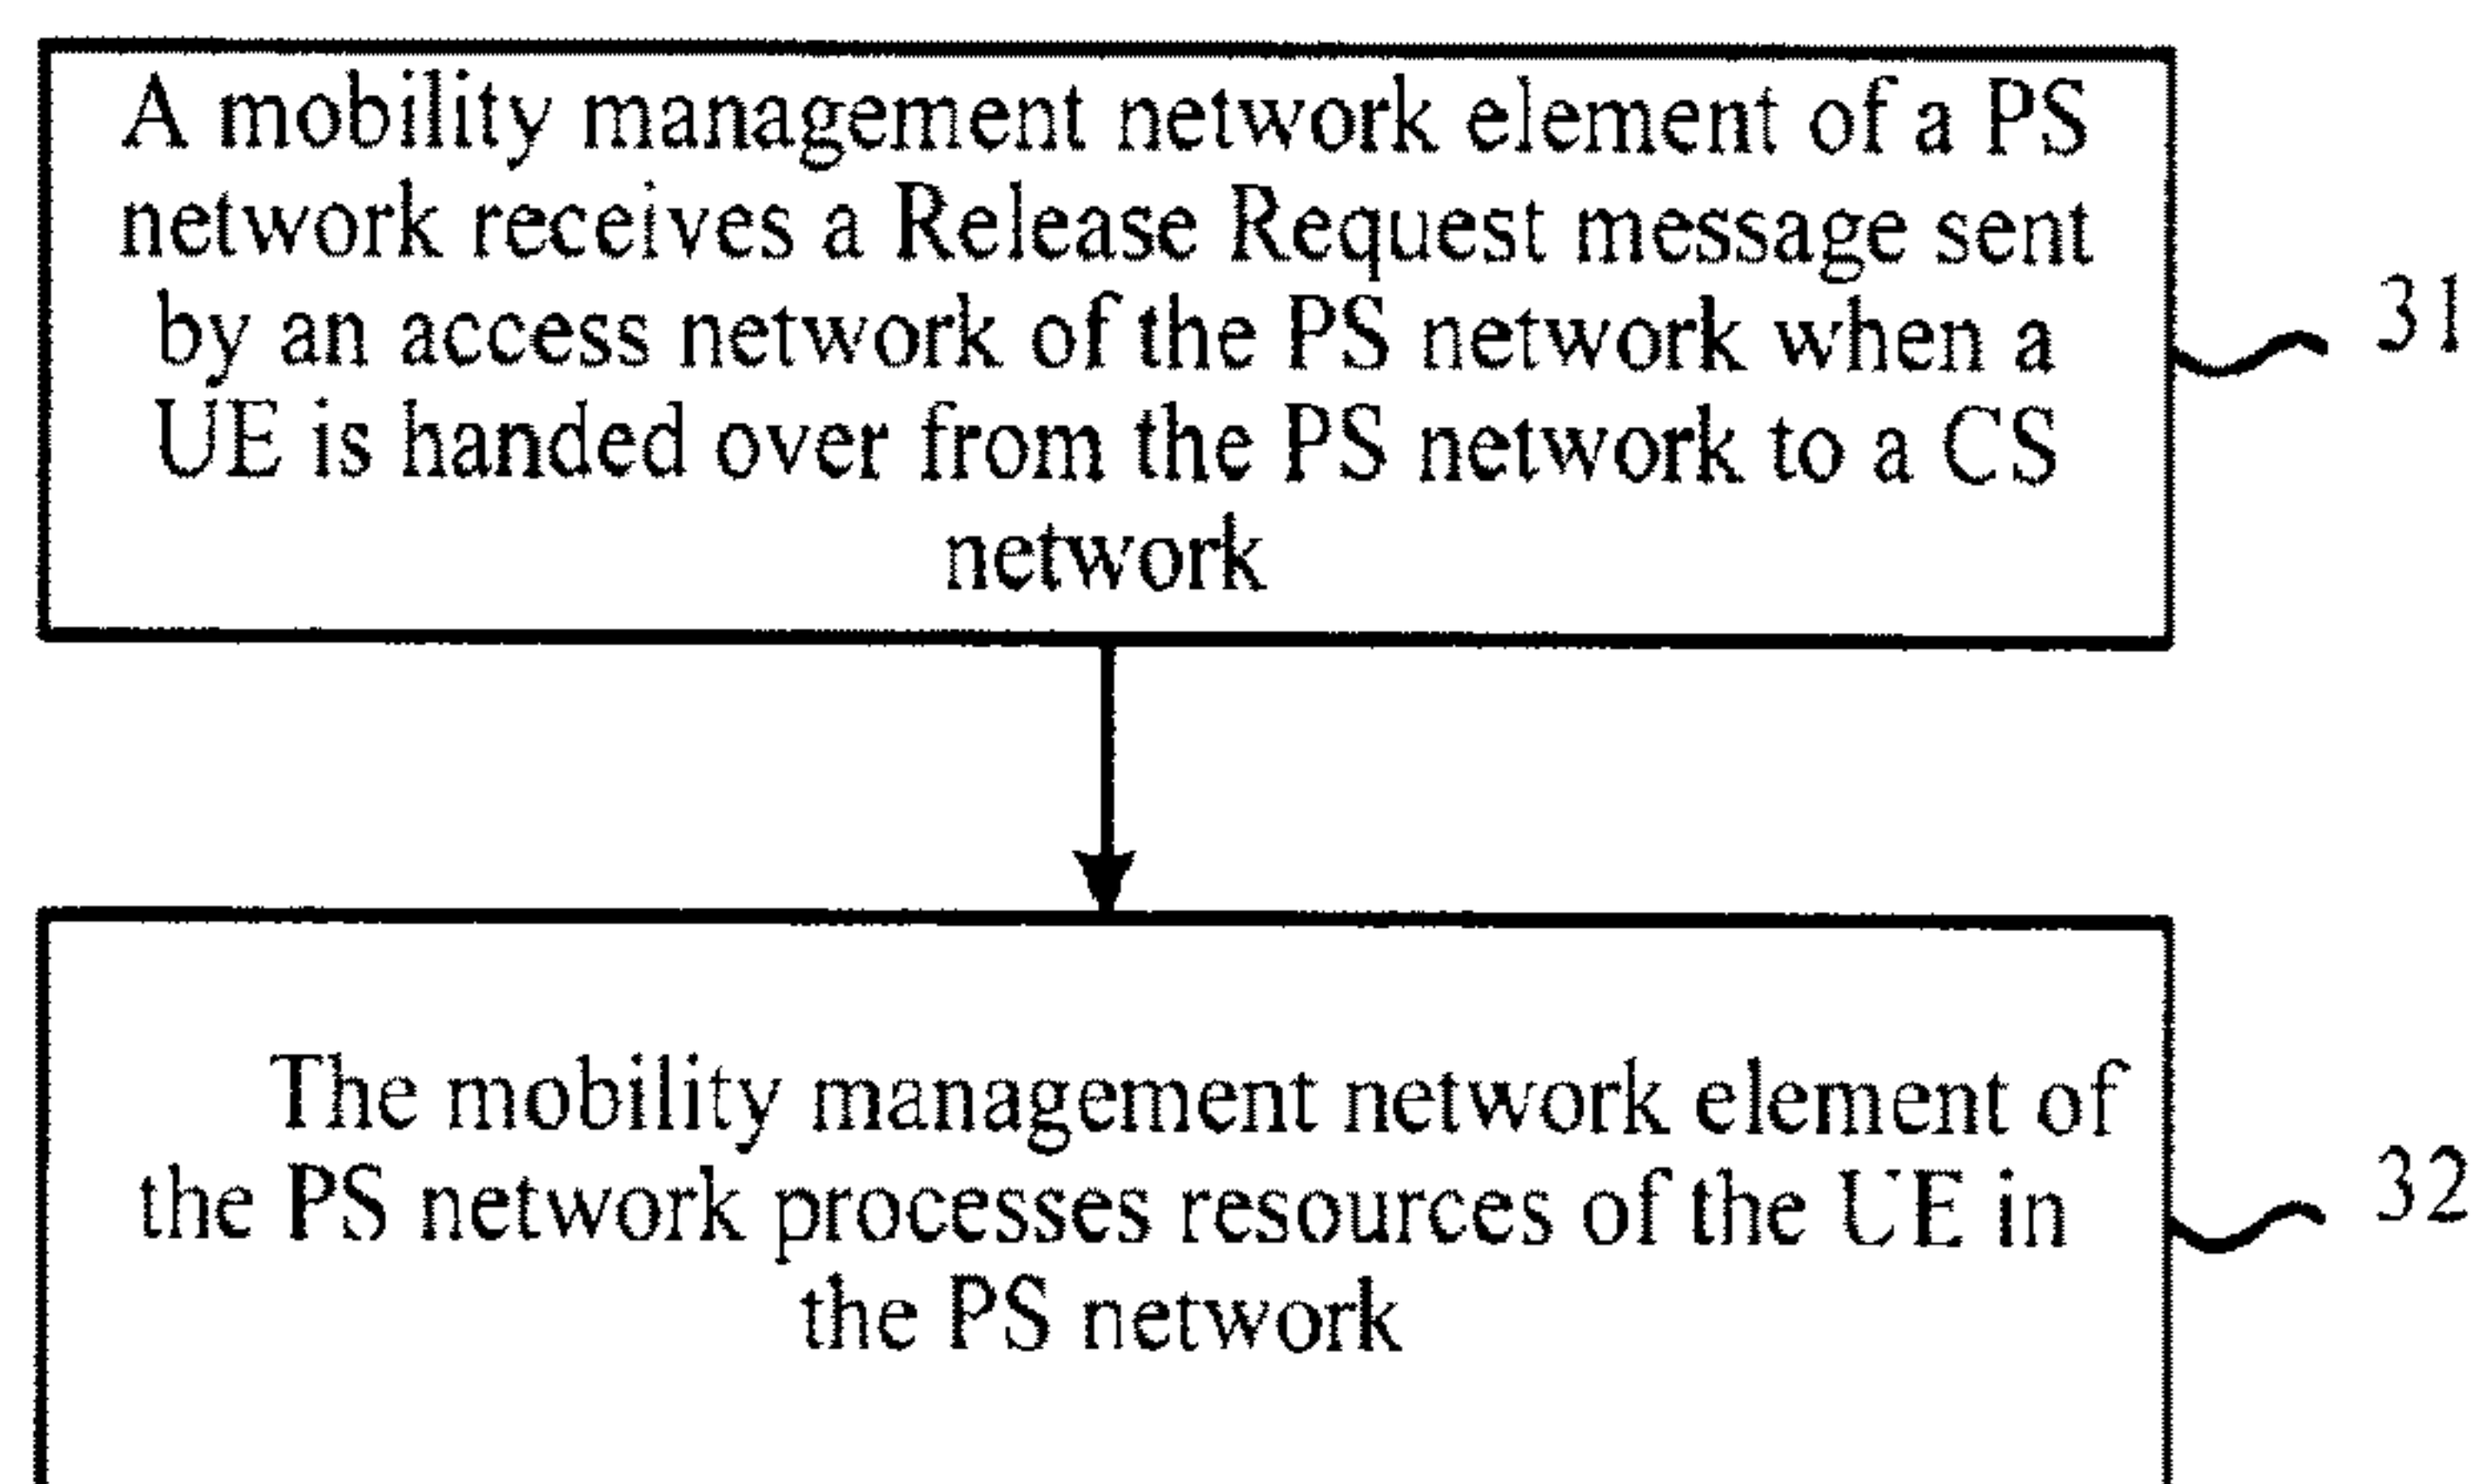 A mobility management network element of a PS
network receives a Release Request message sent
by an access network of the PS network when a
UE is handed over from the PS network to a CS
network
31
The mobility management network element of
the PS network processes resources of the UE in
the PS network
32